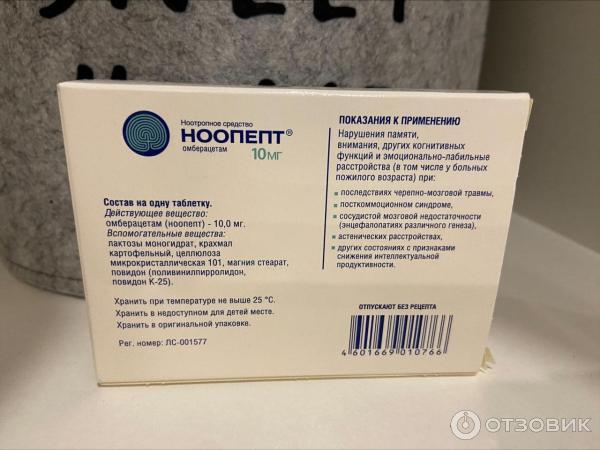 Ноотропное средство
НООПЕПТ®
омберацетам
10 мг
Состав на одну таблетку.
Действующее вещество:
омберацетам (ноопепт) - 10,0 мг.
Вспомогательные вещества:
лактозы моногидрат, крахмал
картофельный, целлюлоза
микрокристаллическая 101, магния стеарат,
повидон (поливинилпирролидон,
повидон К-25).
Хранить при температуре не выше 25 °C.
Хранить в недоступном для детей месте.
Хранить в оригинальной упаковке.
Рег. номер: ЛС-001577
ПОКАЗАНИЯ К ПРИМЕНЕНИЮ
Нарушения памяти,
внимания, других когнитивных
функций и эмоционально-лабильные
расстройства (в том числе у больных
пожилого возраста) при:
последствиях черепно-мозговой травмы,
посткоммоционном синдроме,
сосудистой мозговой недостаточности
(энцефалопатиях различного генеза),
астенических расстройствах,
других состояниях с признаками
снижения интеллектуальной
продуктивности.
ОТПУСКАЮТ БЕЗ РЕЦЕПТА
4 601669 010766
ОТЗОВИК